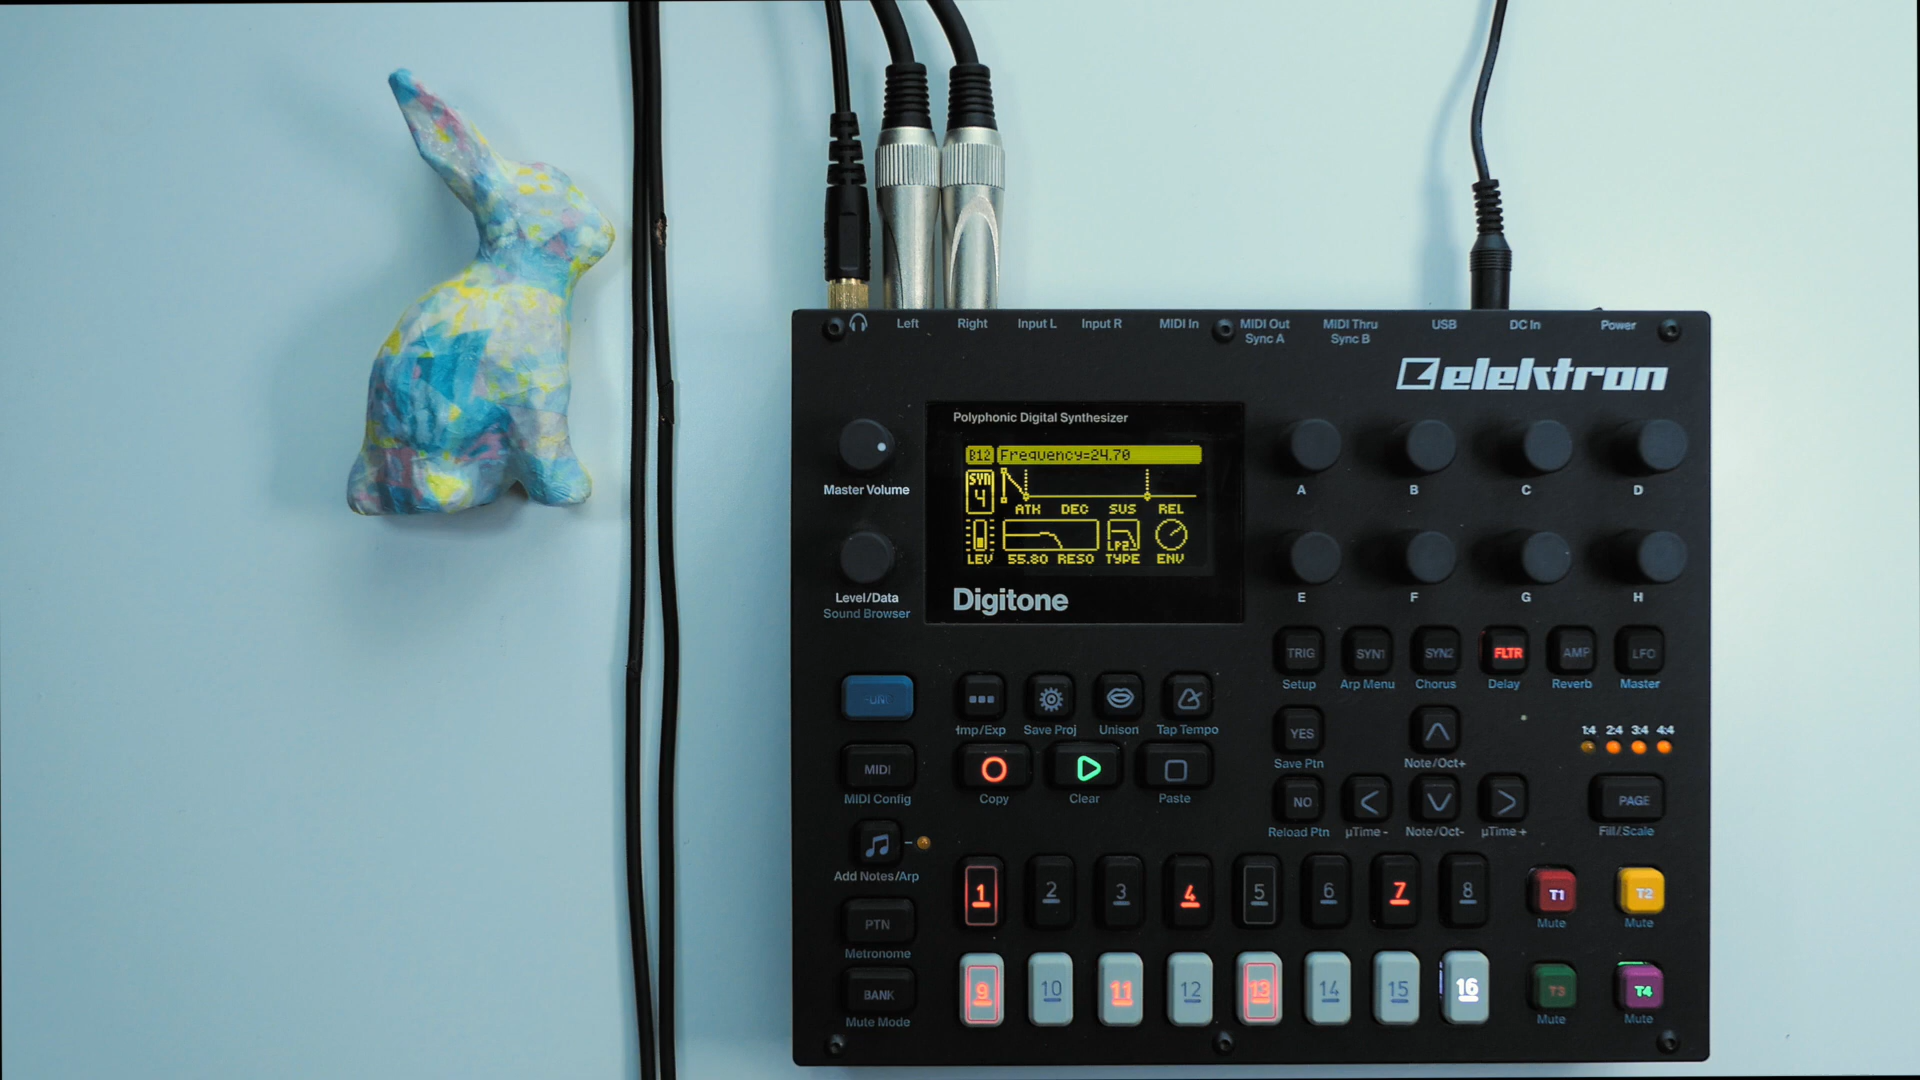 Left Right Input L Input R MIDI In MIDI Out MIDI Thru USB DC In Power
Sync A Sync B
elektron
Polyphonic Digital Synthesizer
B12 Frequency=24.70
SYN
4
ATK DEC SUS REL
LP2
LEV 55.80 RESO TYPE ENV
Digitone
Master Volume
Level/Data
Sound Browser
A B C D
E F G H
TRIG SYN1 SYN2 FLTR AMP LFO
Setup Arp Menu Chorus Delay Reverb Master
FUNC
Imp/Exp Save Proj Unison Tap Tempo
YES
Save Ptn Note/Oct+
1:4 2:4 3:4 4:4
MIDI
MIDI Config
Copy Clear Paste
NO PAGE
Reload Ptn µTime - Note/Oct- µTime + Fill/Scale
Add Notes/Arp
1 2 3 4 5 6 7 8 T1 T2
Mute Mute
PTN
Metronome
9 10 11 12 13 14 15 16 T3 T4
Mute Mute
BANK
Mute Mode